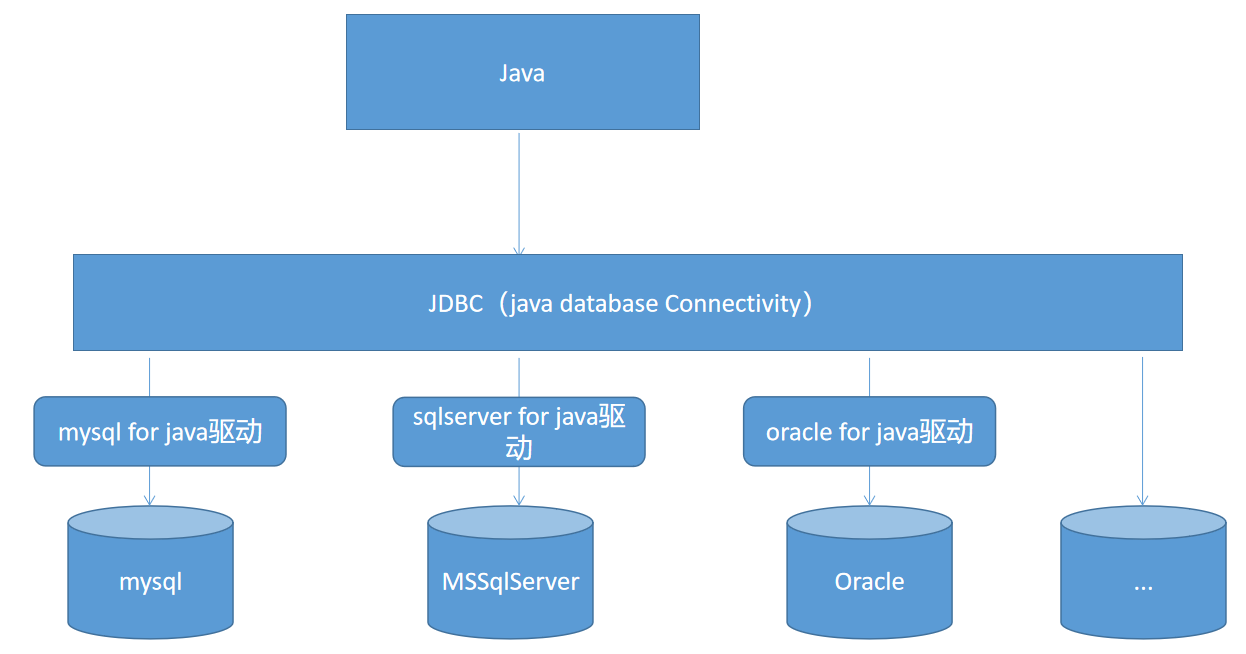 Java
JDBC（java database Connectivity）
mysql for java驱动
sqlserver for java驱
动
oracle for java驱动
mysql
MSSqlServer
Oracle
...